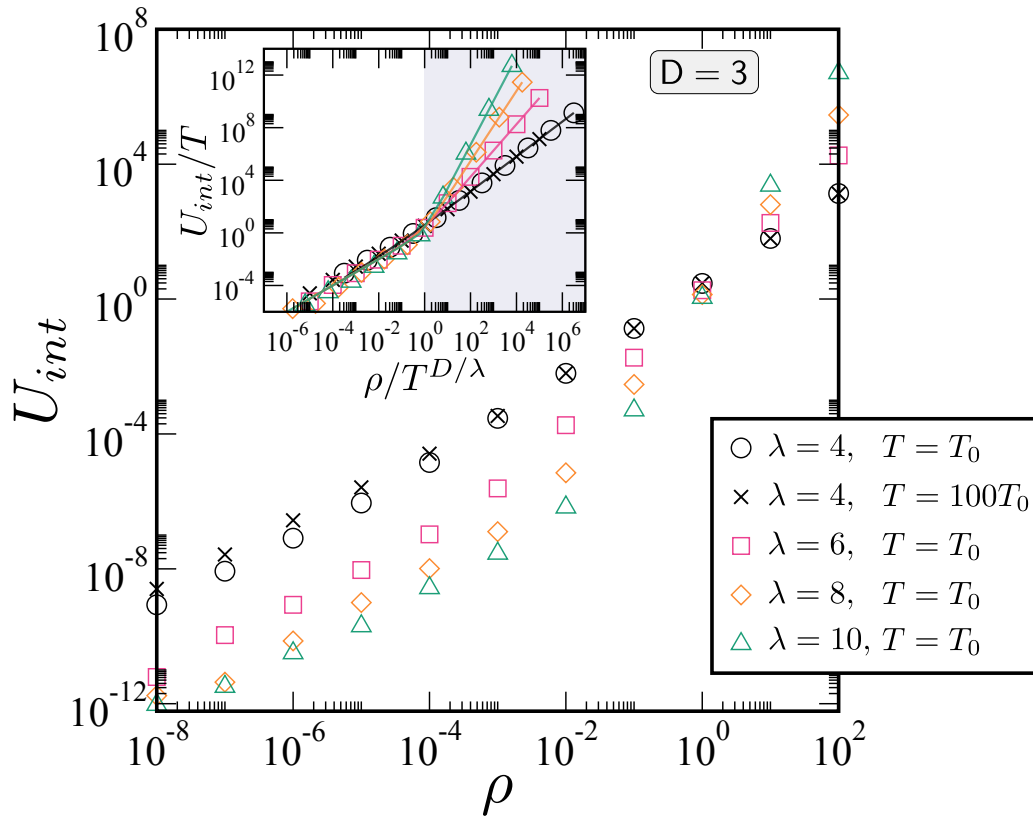 10^8
10^4
10^0
10^-4
10^-8
10^-12
U_int
D = 3
10^12
10^8
10^4
10^0
10^-4
U_int/T
10^-6 10^-4 10^-2 10^0 10^2 10^4 10^6
ρ/T^D/λ
λ = 4, T = T_0
λ = 4, T = 100T_0
λ = 6, T = T_0
λ = 8, T = T_0
λ = 10, T = T_0
10^-8 10^-6 10^-4 10^-2 10^0 10^2
ρ